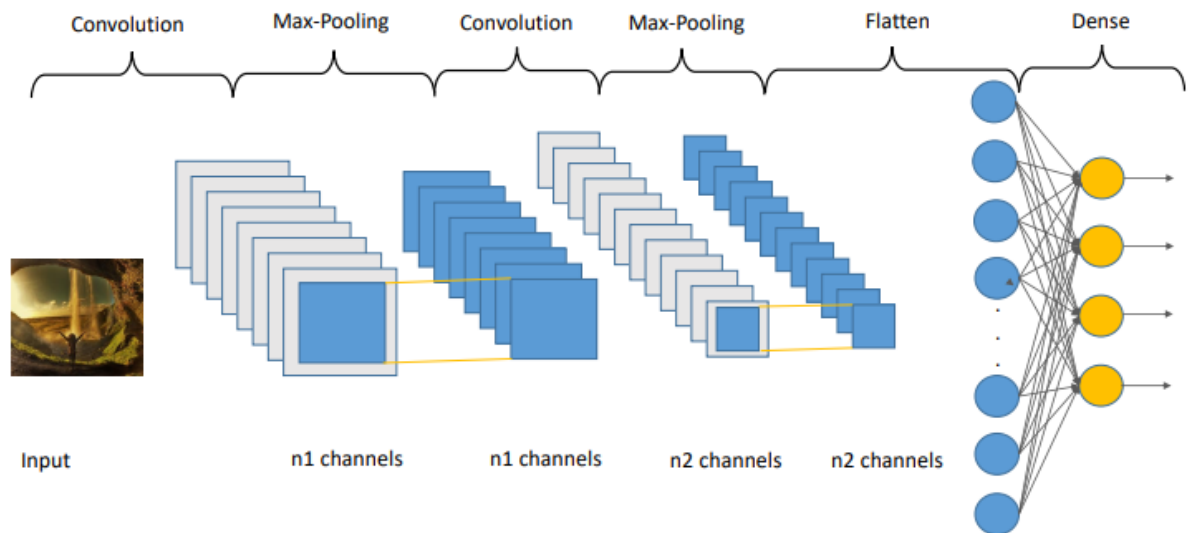 Convolution Max-Pooling Convolution Max-Pooling Flatten Dense
.
.
.
Input n1 channels n1 channels n2 channels n2 channels